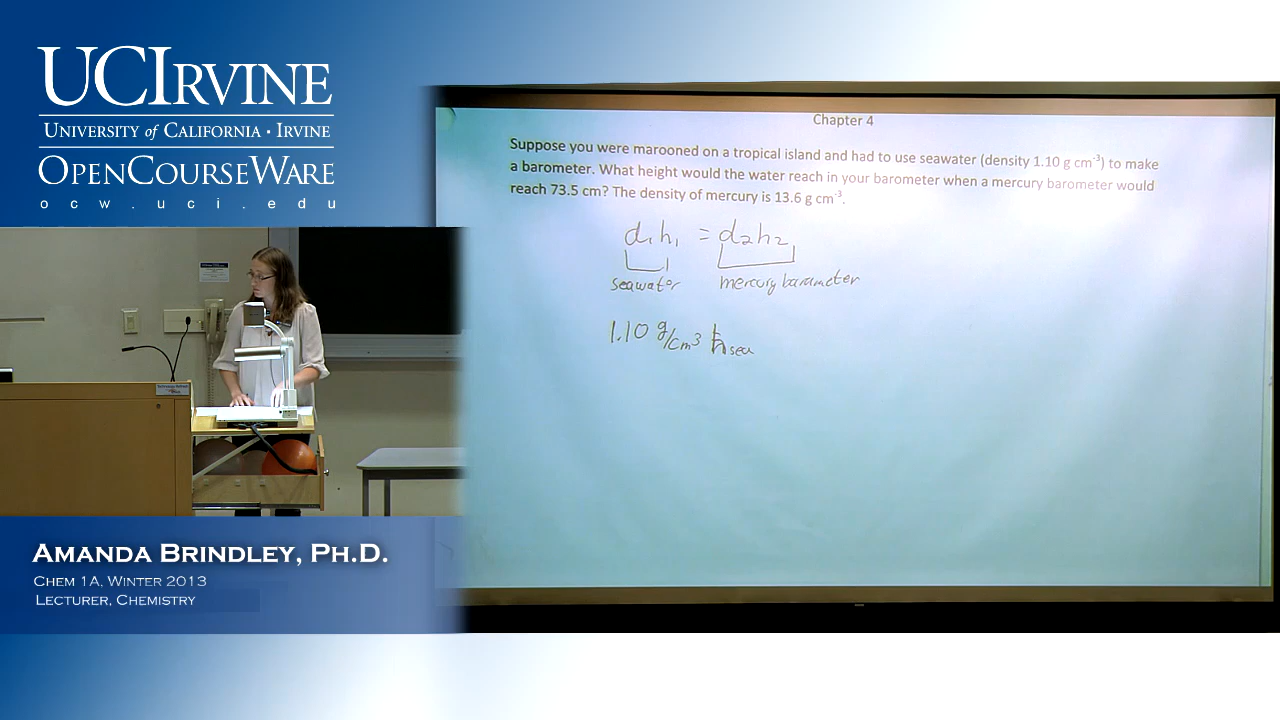 UCIRVINE
UNIVERSITY of CALIFORNIA · IRVINE
OPENCOURSEWARE
ocw.uci.edu
Chapter 4
Suppose you were marooned on a tropical island and had to use seawater (density 1.10 g cm⁻³) to make
a barometer. What height would the water reach in your barometer when a mercury barometer would
reach 73.5 cm? The density of mercury is 13.6 g cm⁻³.
d₁h₁ = d₂h₂
seawater mercury barameter
1.10 g/cm³ h sea
AMANDA BRINDLEY, PH.D.
CHEM 1A, WINTER 2013
LECTURER, CHEMISTRY